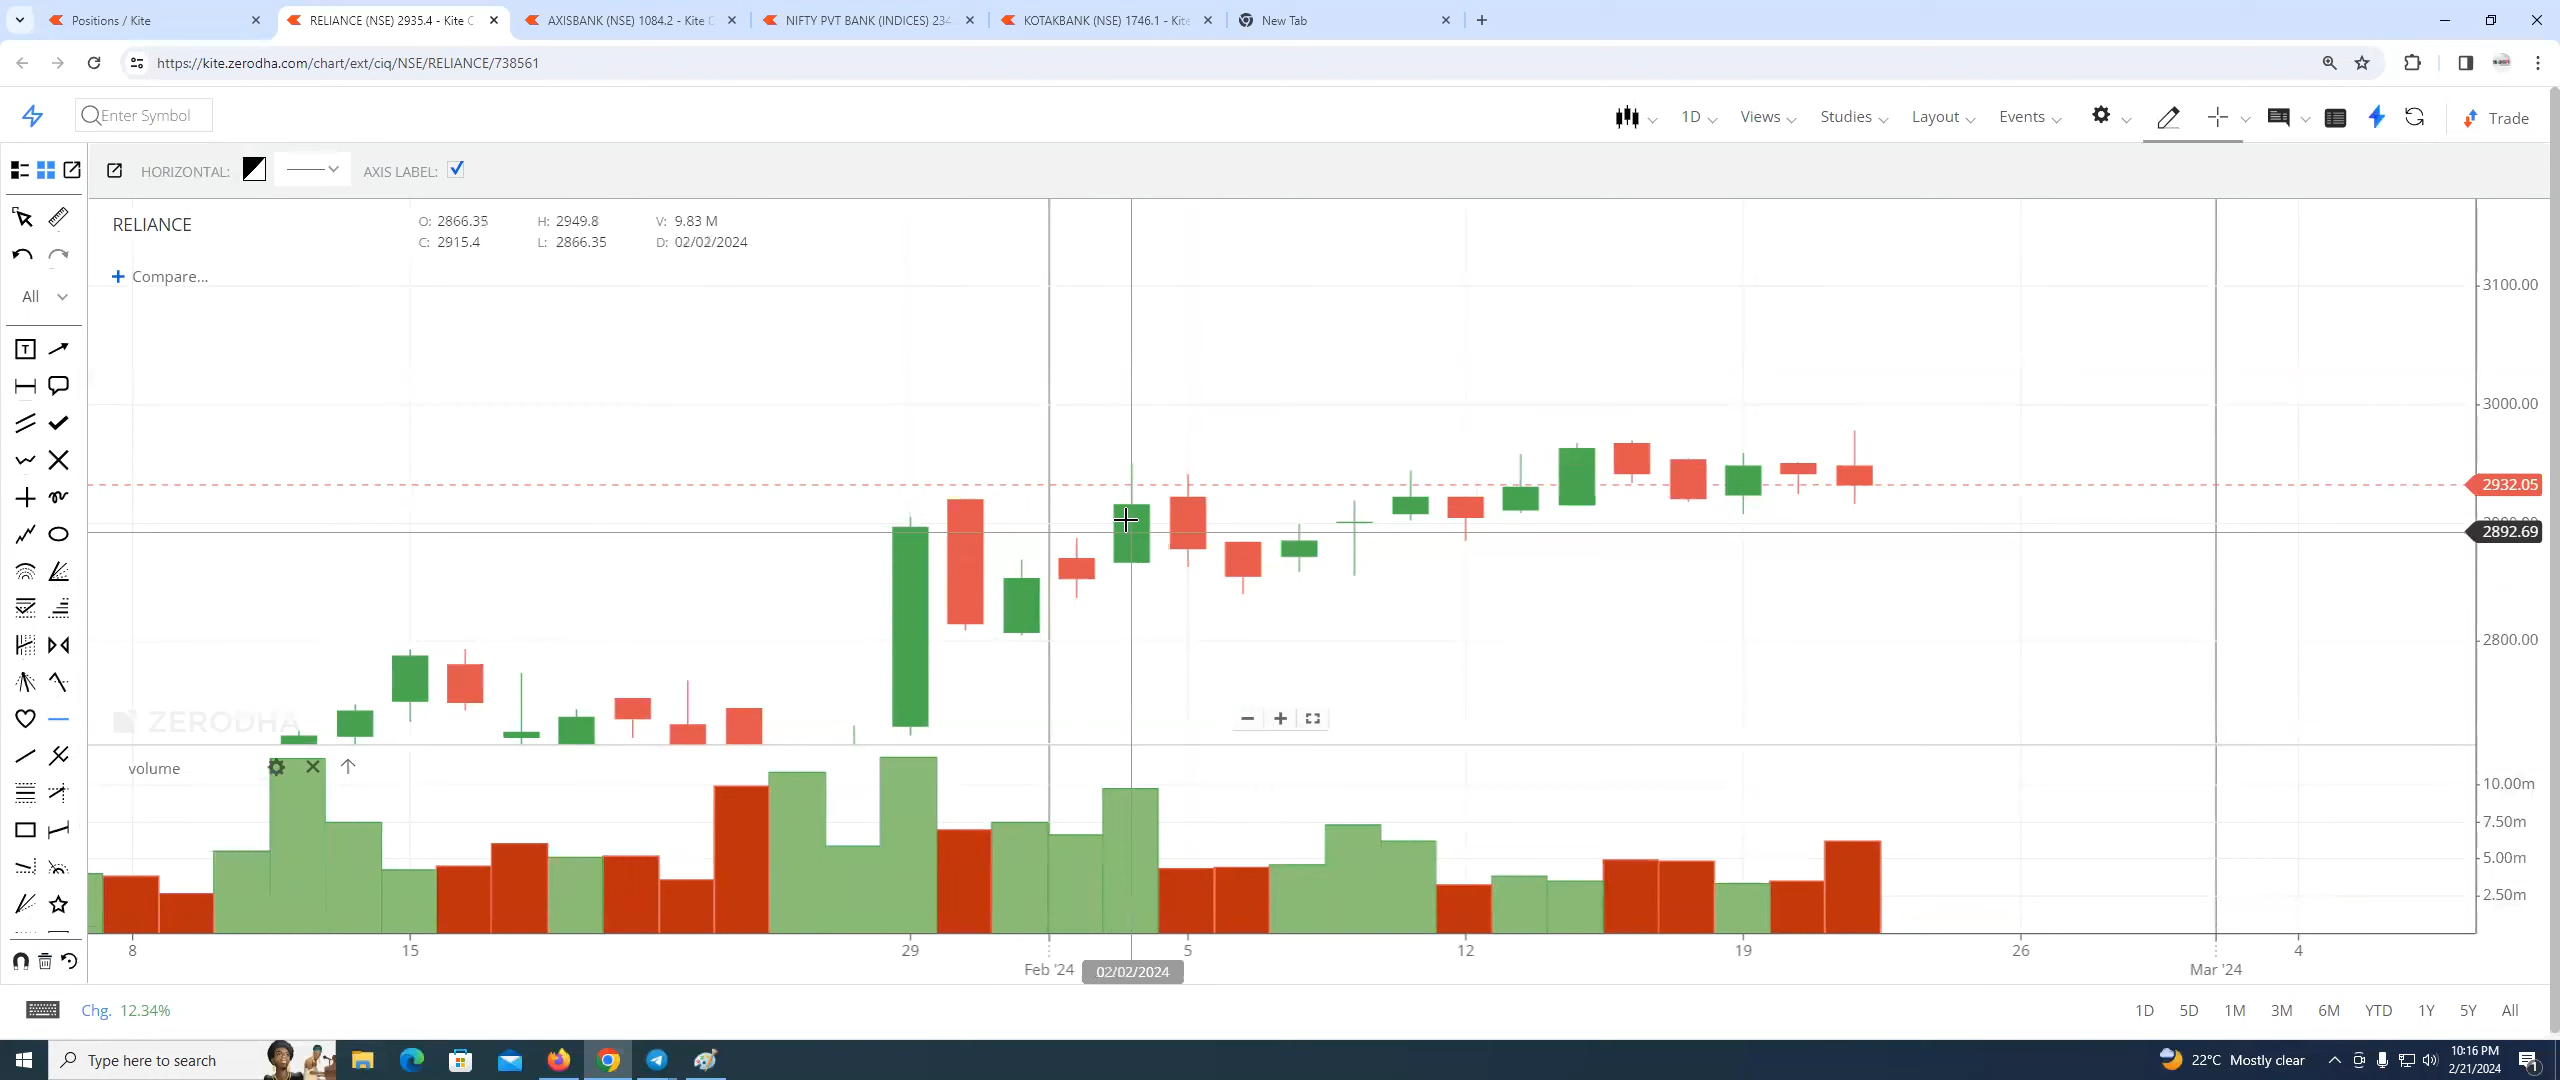 Positions / Kite
RELIANCE (NSE) 2935.4 - Kite C
AXISBANK (NSE) 1084.2 - Kite C
NIFTY PVT BANK (INDICES) 234
KOTAKBANK (NSE) 1746.1 - Kite
New Tab
https://kite.zerodha.com/chart/ext/ciq/NSE/RELIANCE/738561
Enter Symbol
1D
Views
Studies
Layout
Events
Trade
HORIZONTAL:
AXIS LABEL:
RELIANCE
O: 2866.35 H: 2949.8 V: 9.83 M
C: 2915.4 L: 2866.35 D: 02/02/2024
Compare...
All
T
3100.00
3000.00
2932.05
2892.69
2800.00
ZERODHA
volume
10.00m
7.50m
5.00m
2.50m
8 15 29 5 12 19 26 4
Feb '24 02/02/2024 Mar '24
Chg. 12.34%
1D 5D 1M 3M 6M YTD 1Y 5Y All
Type here to search
22°C Mostly clear
10:16 PM
2/21/2024
1